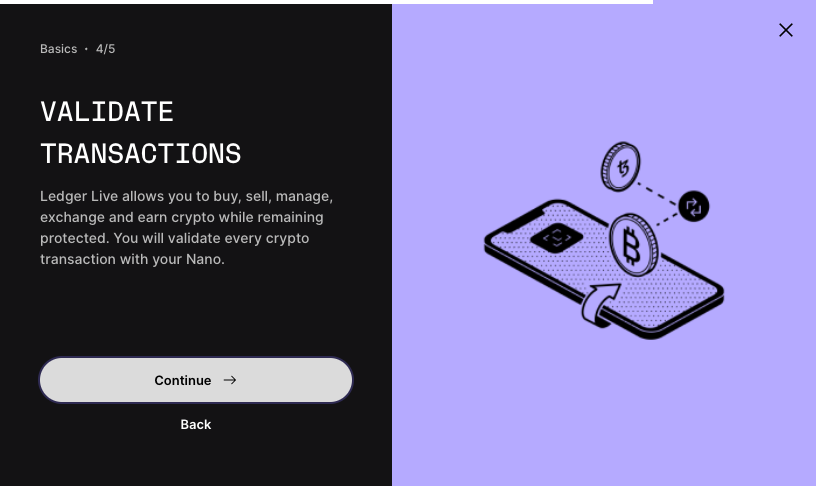 Basics · 4/5
VALIDATE
TRANSACTIONS
Ledger Live allows you to buy, sell, manage,
exchange and earn crypto while remaining
protected. You will validate every crypto
transaction with your Nano.
Continue →
Back